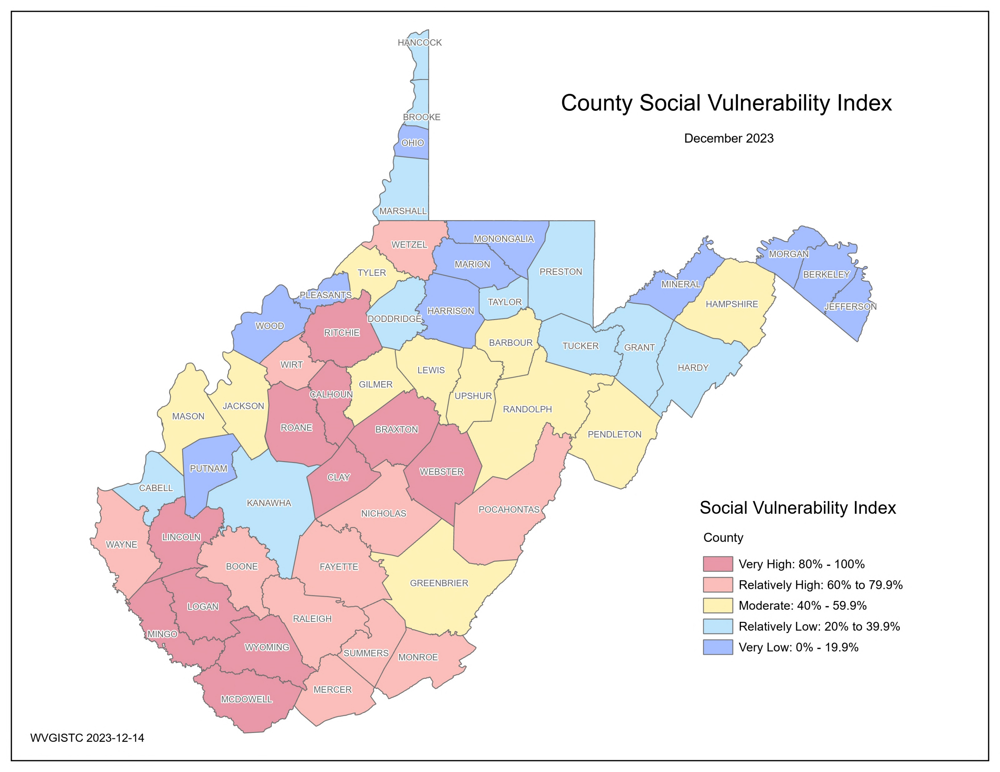 HANCOCK
County Social Vulnerability Index
BROOKE
December 2023
OHIO
MARSHALL
WETZEL
MONONGALIA
MARION
TYLER
PRESTON
MORGAN
BERKELEY
MINERAL
PLEASANTS
TAYLOR
HAMPSHIRE
JEFFERSON
HARRISON
DODDRIDGE
WOOD
RITCHIE
BARBOUR
TUCKER
GRANT
WIRT
HARDY
LEWIS
GILMER
CALHOUN
UPSHUR
JACKSON
RANDOLPH
MASON
ROANE
BRAXTON
PENDLETON
PUTNAM
WEBSTER
CLAY
CABELL
KANAWHA
NICHOLAS
POCAHONTAS
LINCOLN
WAYNE
BOONE
FAYETTE
GREENBRIER
LOGAN
RALEIGH
MINGO
WYOMING
SUMMERS
MONROE
MERCER
MCDOWELL
Social Vulnerability Index
County
Very High: 80% - 100%
Relatively High: 60% to 79.9%
Moderate: 40% - 59.9%
Relatively Low: 20% to 39.9%
Very Low: 0% - 19.9%
WVGISTC 2023-12-14